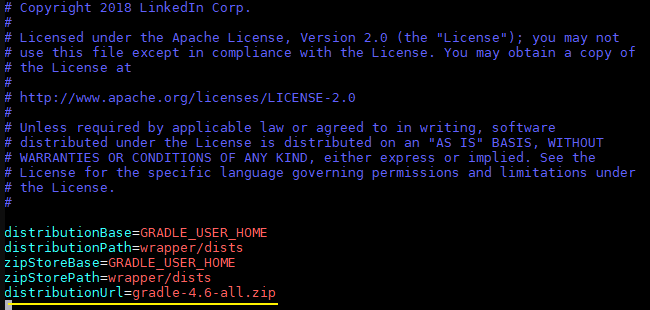 # Copyright 2018 LinkedIn Corp.
#
# Licensed under the Apache License, Version 2.0 (the "License"); you may not
# use this file except in compliance with the License. You may obtain a copy of
# the License at
#
# http://www.apache.org/licenses/LICENSE-2.0
#
# Unless required by applicable law or agreed to in writing, software
# distributed under the License is distributed on an "AS IS" BASIS, WITHOUT
# WARRANTIES OR CONDITIONS OF ANY KIND, either express or implied. See the
# License for the specific language governing permissions and limitations under
# the License.
#
distributionBase=GRADLE_USER_HOME
distributionPath=wrapper/dists
zipStoreBase=GRADLE_USER_HOME
zipStorePath=wrapper/dists
distributionUrl=gradle-4.6-all.zip